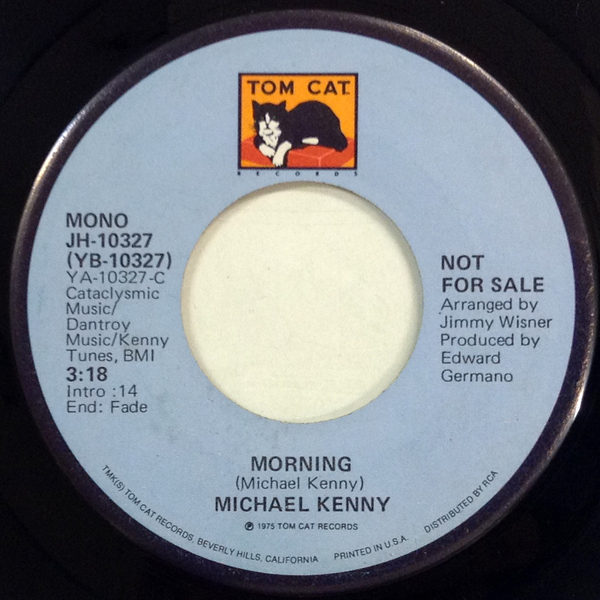 TOM CAT
RECORDS
MONO
JH-10327
(YB-10327)
YA-10327-C
Cataclysmic
Music/
Dantroy
Music/Kenny
Tunes, BMI
3:18
Intro :14
End: Fade
NOT
FOR SALE
Arranged by
Jimmy Wisner
Produced by
Edward
Germano
MORNING
(Michael Kenny)
MICHAEL KENNY
℗ 1975 TOM CAT RECORDS
TMK(S) TOM CAT RECORDS, BEVERLY HILLS, CALIFORNIA PRINTED IN U.S.A. DISTRIBUTED BY RCA